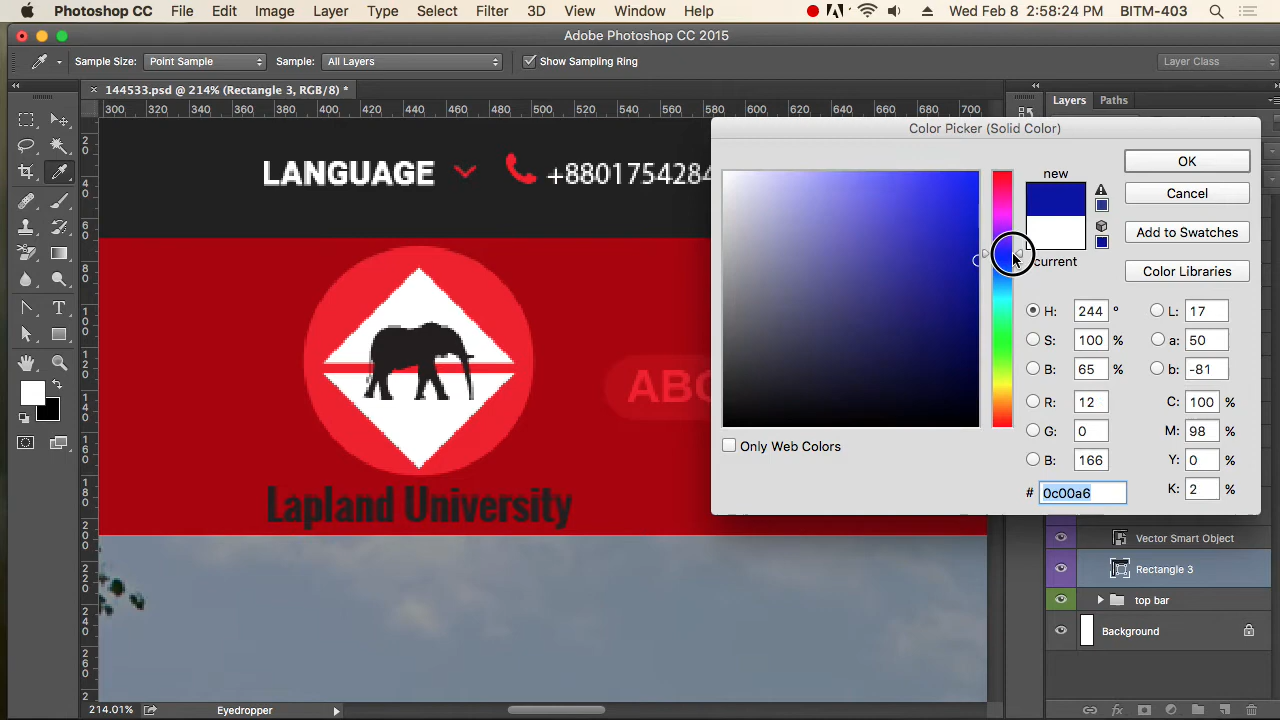 Photoshop CC File Edit Image Layer Type Select Filter 3D View Window Help Wed Feb 8 2:58:24 PM BITM-403
Adobe Photoshop CC 2015
Sample Size: Point Sample Sample: All Layers Show Sampling Ring Layer Class
× 144533.psd @ 214% (Rectangle 3, RGB/8) * Layers Paths
300 400 420 440 460 480 500 520 540 560 580 600 620 640 660 680 700
Color Picker (Solid Color)
LANGUAGE +8801754284
new
OK
Cancel
Add to Swatches
current
Color Libraries
H: 244 ° L: 17
S: 100 % a: 50
B: 65 % b: -81
ABO
R: 12 C: 100 %
G: 0 M: 98 %
Only Web Colors
B: 166 Y: 0 %
# 0c00a6 K: 2 %
Lapland University
Vector Smart Object
Rectangle 3
top bar
Background
214.01% Eyedropper
fx